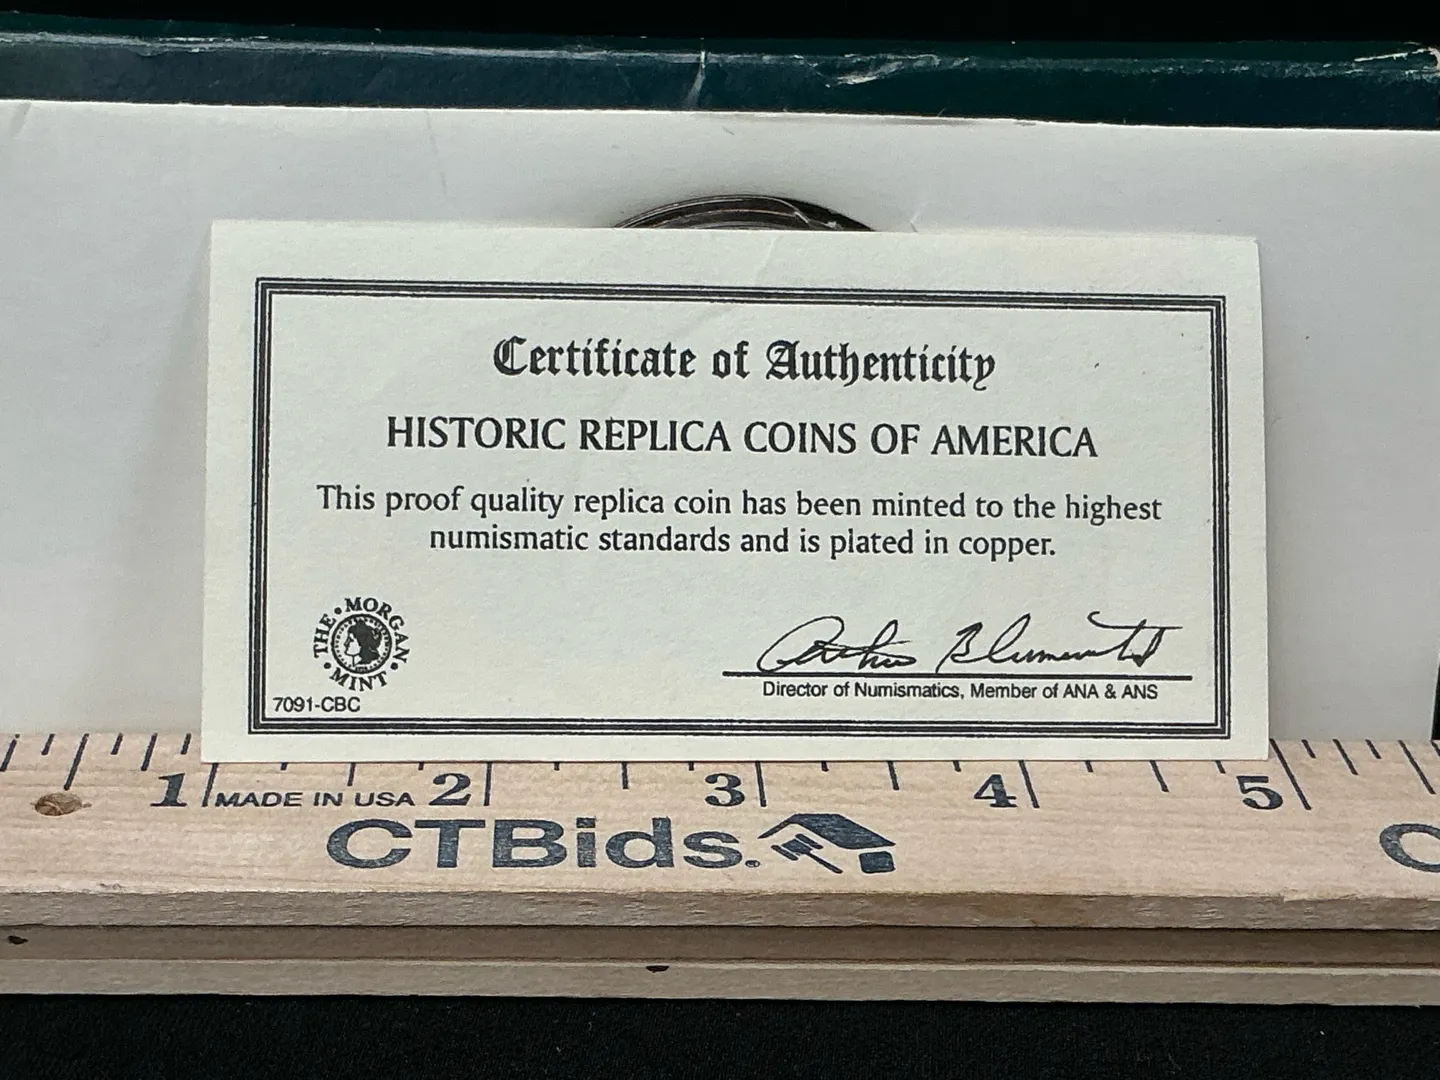 Certificate of Authenticity
HISTORIC REPLICA COINS OF AMERICA
This proof quality replica coin has been minted to the highest
numismatic standards and is plated in copper.
THE • MORGAN • MINT •
7091-CBC
Director of Numismatics, Member of ANA & ANS
1 MADE IN USA 2 3 4 5
CTBids.
C